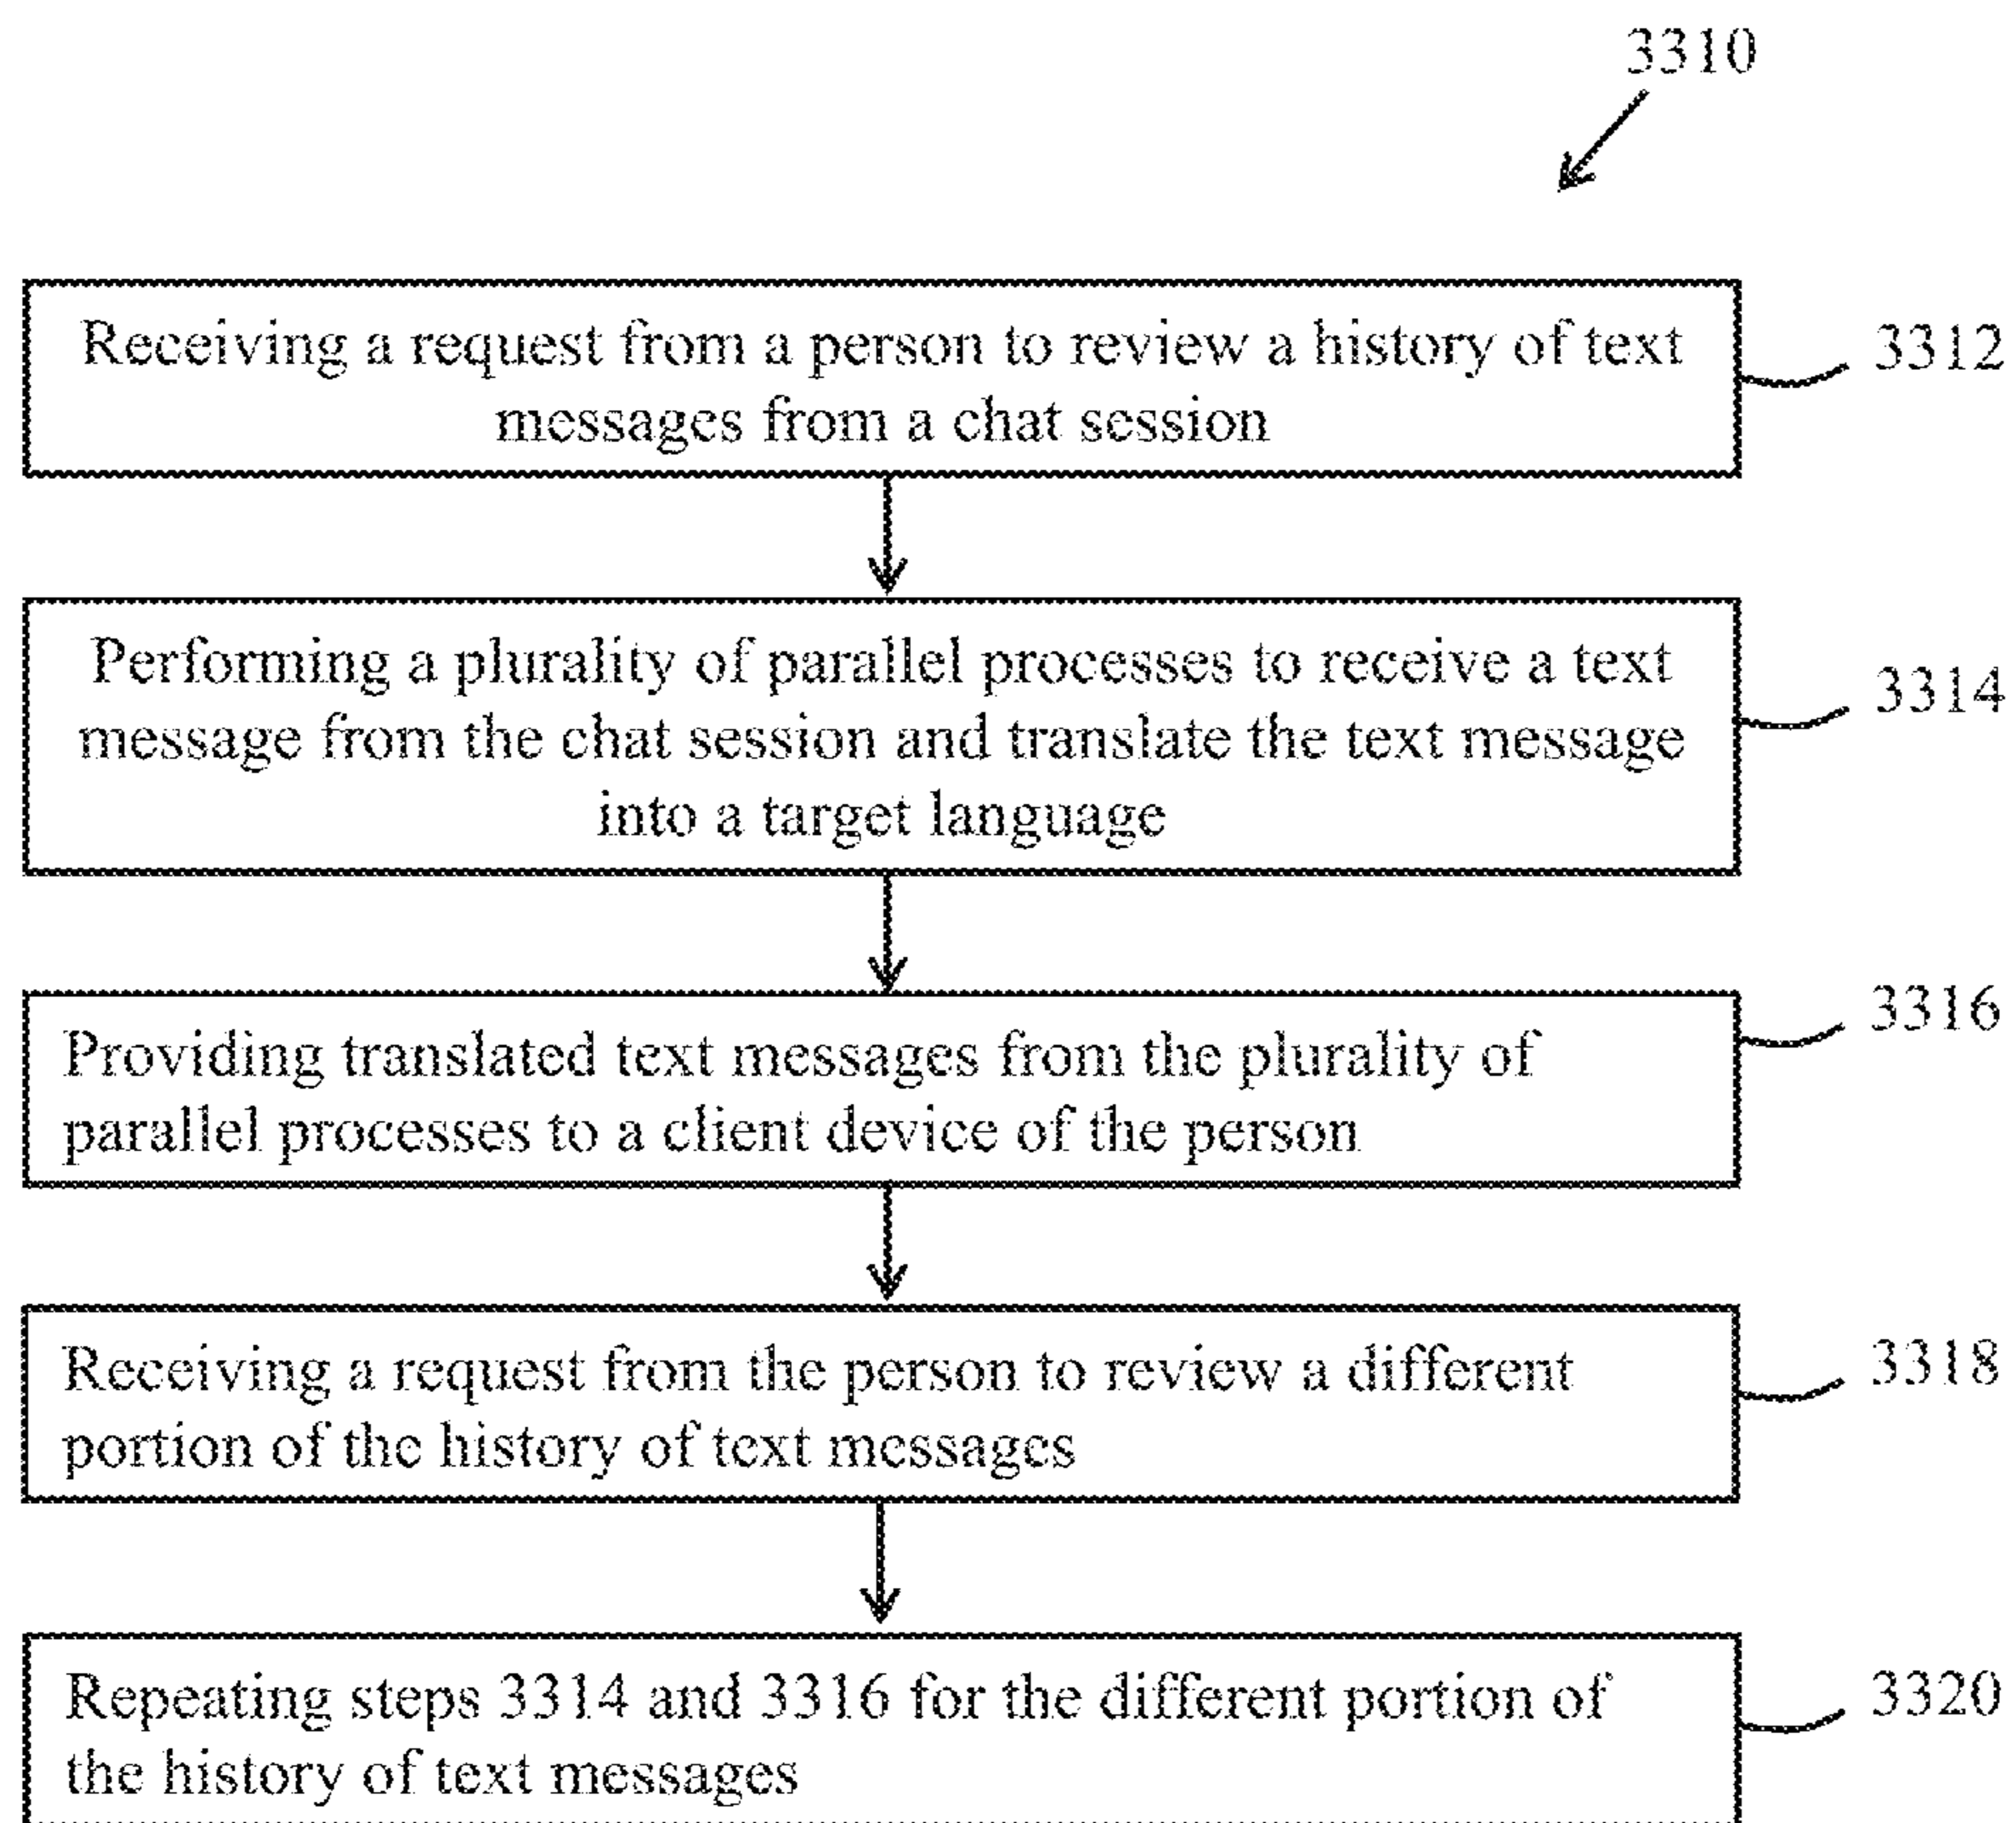 3310
Receiving a request from a person to review a history of text
messages from a chat session
3312
Performing a plurality of parallel processes to receive a text
message from the chat session and translate the text message
into a target language
3314
Providing translated text messages from the plurality of
parallel processes to a client device of the person
3316
Receiving a request from the person to review a different
portion of the history of text messages
3318
Repeating steps 3314 and 3316 for the different portion of
the history of text messages
3320